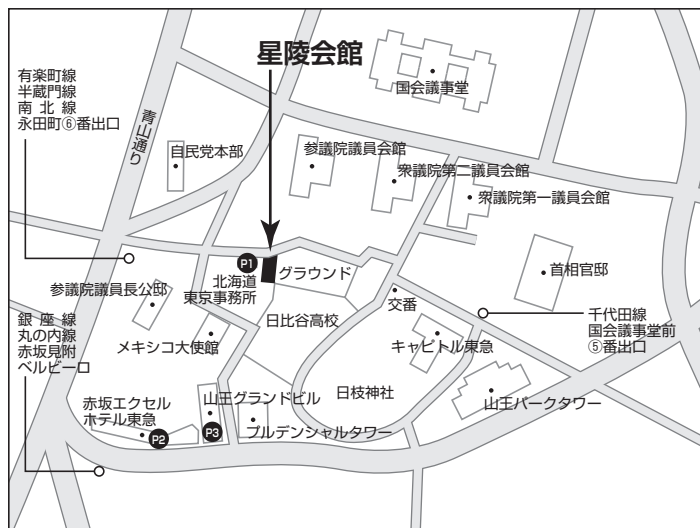 星陵会館
有楽町線
半蔵門線
南北線
永田町⑥番出口
青山通り
自民党本部
国会議事堂
参議院議員会館
衆議院第二議員会館
衆議院第一議員会館
P1
北海道
東京事務所
グラウンド
首相官邸
参議院議長公邸
日比谷高校
交番
千代田線
国会議事堂前
⑤番出口
銀座線
丸の内線
赤坂見附
ベルビー口
メキシコ大使館
キャピトル東急
日枝神社
山王パークタワー
赤坂エクセル
ホテル東急
P2
山王グランドビル
P3
プルデンシャルタワー